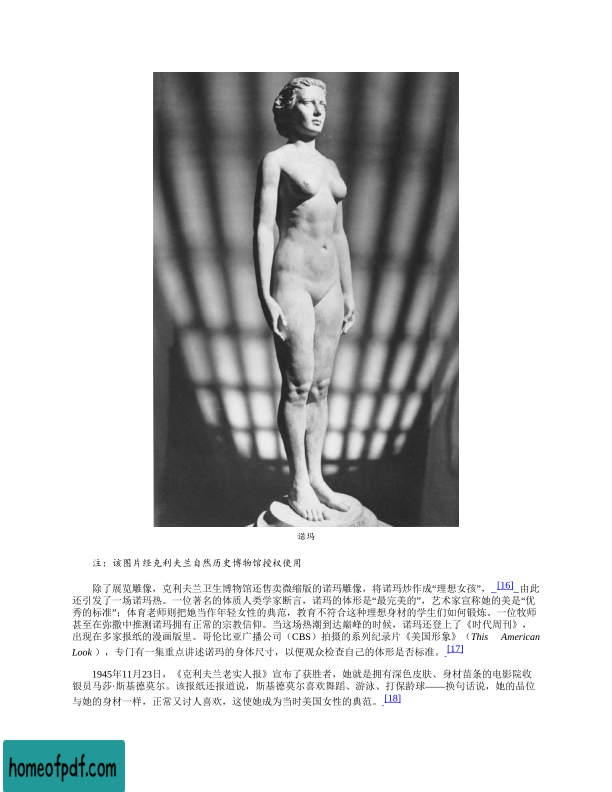 诺玛
注：该图片经克利夫兰自然历史博物馆授权使用
除了展览雕像，克利夫兰卫生博物馆还售卖微缩版的诺玛雕像，将诺玛炒作成“理想女孩”，[16]由此
还引发了一场诺玛热。一位著名的体质人类学家断言，诺玛的体形是“最完美的”，艺术家宣称她的美是“优
秀的标准”；体育老师则把她当作年轻女性的典范，教育不符合这种理想身材的学生们如何锻炼。一位牧师
甚至在弥撒中推测诺玛拥有正常的宗教信仰。当这场热潮到达巅峰的时候，诺玛还登上了《时代周刊》，
出现在多家报纸的漫画版里。哥伦比亚广播公司（CBS）拍摄的系列纪录片《美国形象》（This American
Look ），专门有一集重点讲述诺玛的身体尺寸，以便观众检查自己的体形是否标准。[17]
1945年11月23日，《克利夫兰老实人报》宣布了获胜者，她就是拥有深色皮肤、身材苗条的电影院收
银员马莎·斯基德莫尔。该报纸还报道说，斯基德莫尔喜欢舞蹈、游泳、打保龄球——换句话说，她的品位
与她的身材一样，正常又讨人喜欢，这使她成为当时美国女性的典范。[18]
homeofpdf.com